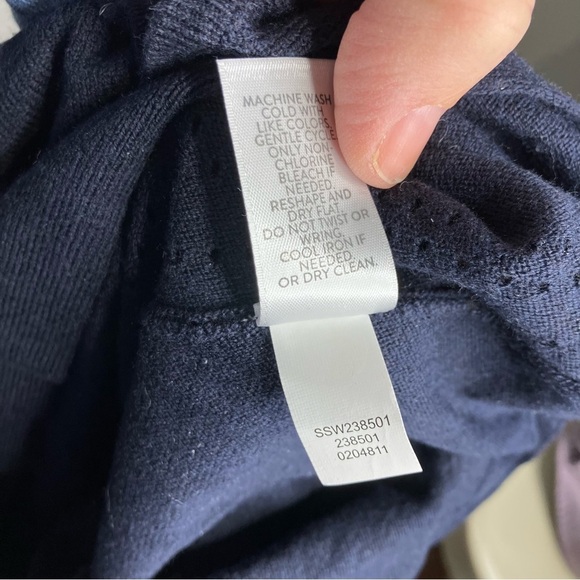 MACHINE WASH
COLD WITH
LIKE COLORS
GENTLE CYCLE
ONLY NON-
CHLORINE
BLEACH IF
NEEDED.
RESHAPE AND
DRY FLAT.
DO NOT TWIST OR
WRING.
COOL IRON IF
NEEDED.
OR DRY CLEAN.
SSW238501
238501
0204811